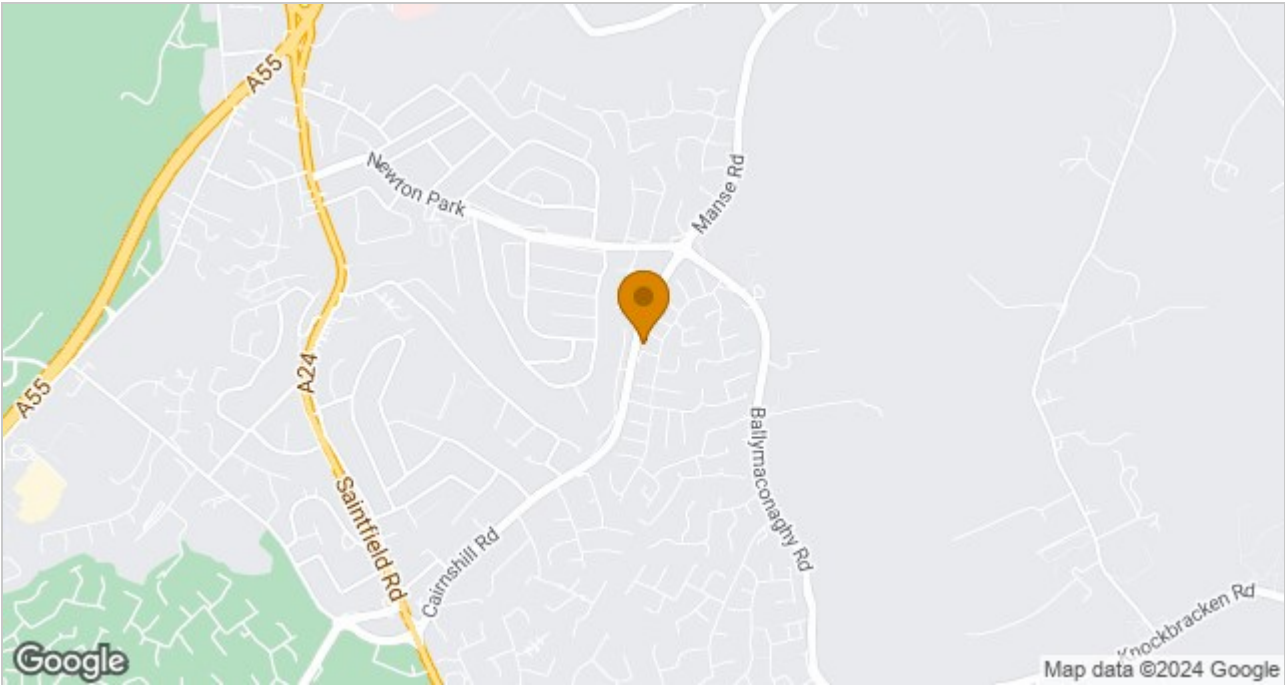 A55
Newton Park
Manse Rd
A24
A55
Ballymaconaghy Rd
Saintfield Rd
Cairnshill Rd
Knockbracken Rd
Google
Map data ©2024 Google